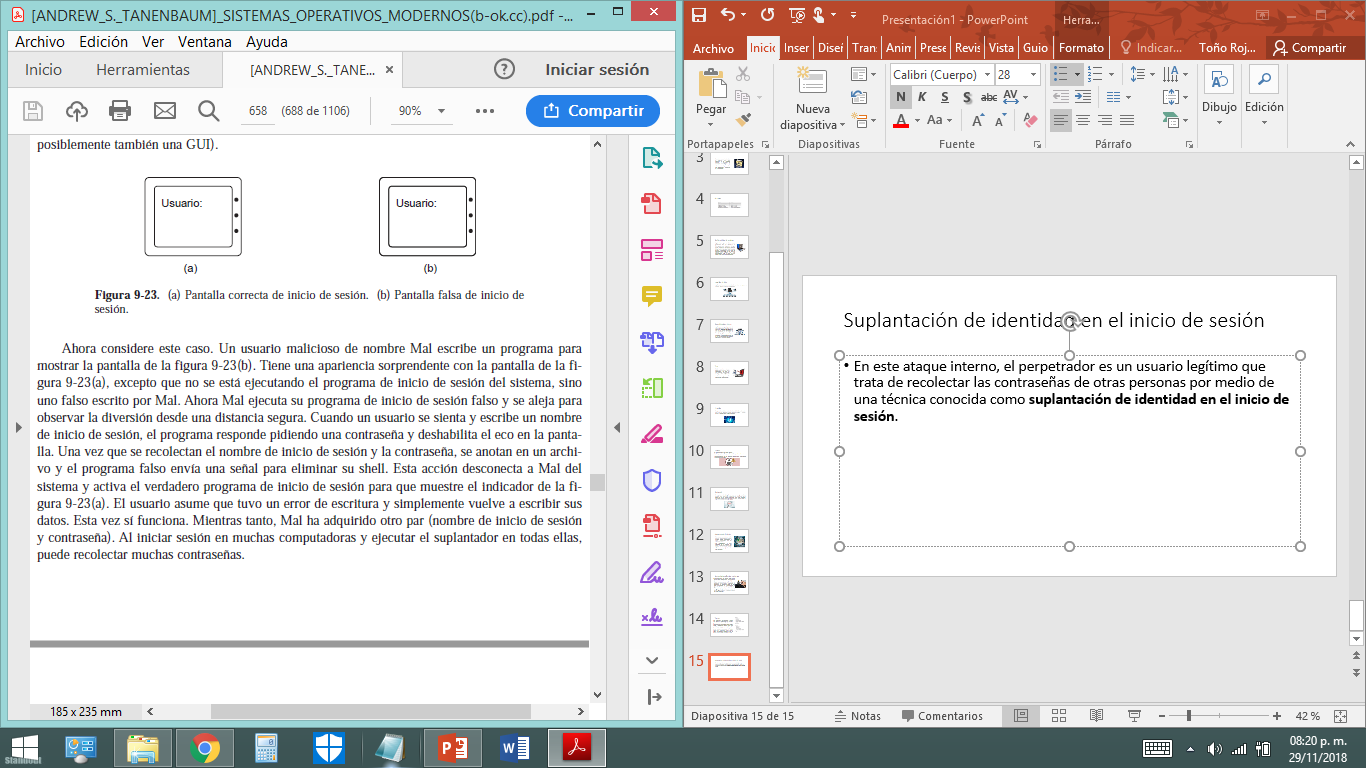 [ANDREW_S._TANENBAUM]_SISTEMAS_OPERATIVOS_MODERNOS(b-ok.cc).pdf -...
Archivo Edición Ver Ventana Ayuda
Inicio Herramientas [ANDREW_S._TANE... Iniciar sesión
658 (688 de 1106) 90% Compartir
posiblemente también una GUI).
Usuario: Usuario:
(a) (b)
Figura 9-23. (a) Pantalla correcta de inicio de sesión. (b) Pantalla falsa de inicio de
sesión.
Ahora considere este caso. Un usuario malicioso de nombre Mal escribe un programa para
mostrar la pantalla de la figura 9-23(b). Tiene una apariencia sorprendente con la pantalla de la fi-
gura 9-23(a), excepto que no se está ejecutando el programa de inicio de sesión del sistema, sino
uno falso escrito por Mal. Ahora Mal ejecuta su programa de inicio de sesión falso y se aleja para
observar la diversión desde una distancia segura. Cuando un usuario se sienta y escribe un nombre
de inicio de sesión, el programa responde pidiendo una contraseña y deshabilita el eco en la panta-
lla. Una vez que se recolectan el nombre de inicio de sesión y la contraseña, se anotan en un archi-
vo y el programa falso envía una señal para eliminar su shell. Esta acción desconecta a Mal del
sistema y activa el verdadero programa de inicio de sesión para que muestre el indicador de la fi-
gura 9-23(a). El usuario asume que tuvo un error de escritura y simplemente vuelve a escribir sus
datos. Esta vez sí funciona. Mientras tanto, Mal ha adquirido otro par (nombre de inicio de sesión
y contraseña). Al iniciar sesión en muchas computadoras y ejecutar el suplantador en todas ellas,
puede recolectar muchas contraseñas.
185 x 235 mm
Presentación1 - PowerPoint Herra...
Archivo Inicio Inser Diseí Tran: Anim Prese Revis Vista Guio Formato Indicar... Toño Roj... Compartir
Pegar
Nueva
diapositiva
Calibri (Cuerpo) 28
N K S S abc AV
A Aa A A
Dibujo Edición
Portapapeles Diapositivas Fuente Párrafo
3
4
5
6
7
8
9
10
11
12
13
14
15
Suplantación de identidad en el inicio de sesión
• En este ataque interno, el perpetrador es un usuario legítimo que
trata de recolectar las contraseñas de otras personas por medio de
una técnica conocida como suplantación de identidad en el inicio de
sesión.
Diapositiva 15 de 15 Notas Comentarios 42 %
08:20 p. m.
29/11/2018